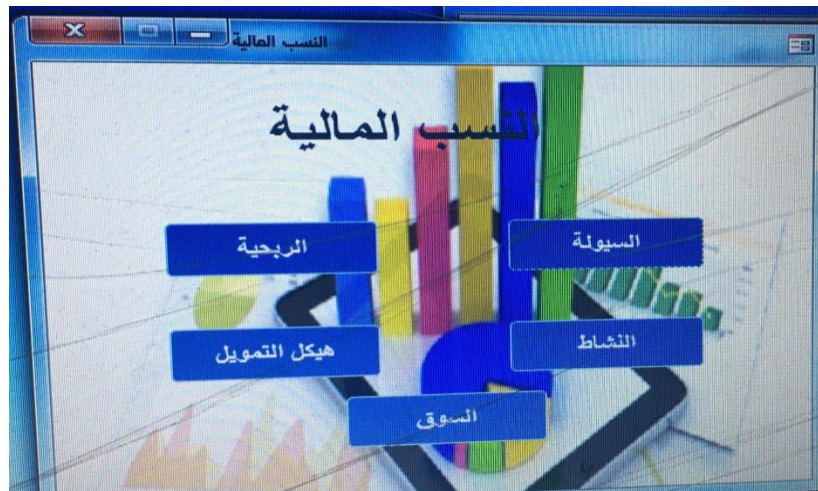 النسب المالية
النسب المالية
السيولة
الربحية
النشاط
هيكل التمويل
السوق